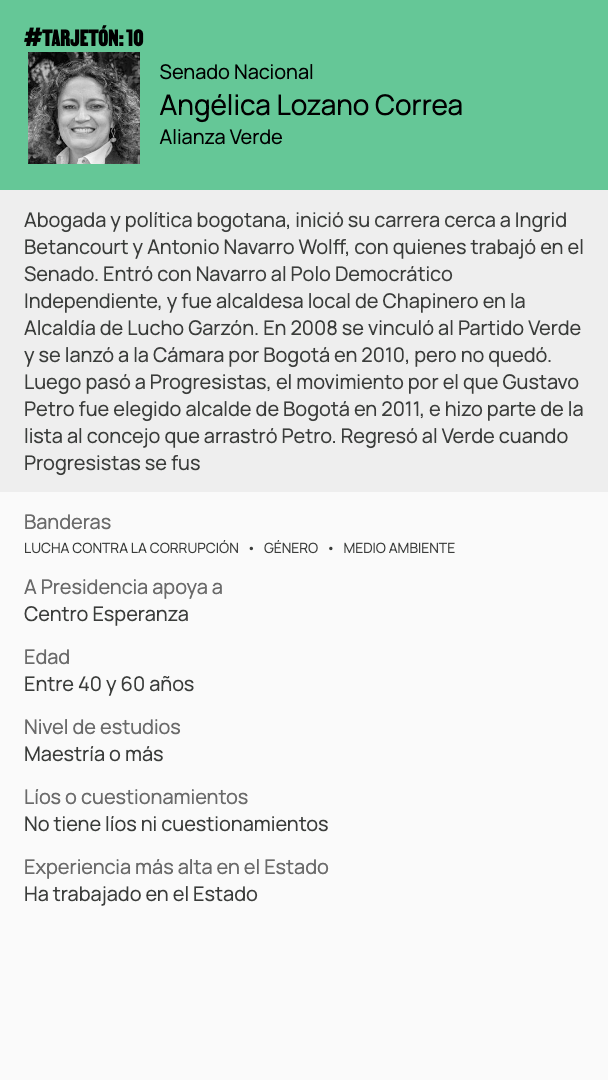 #TARJETÓN: 10
Senado Nacional
Angélica Lozano Correa
Alianza Verde
Abogada y política bogotana, inició su carrera cerca a Ingrid
Betancourt y Antonio Navarro Wolff, con quienes trabajó en el
Senado. Entró con Navarro al Polo Democrático
Independiente, y fue alcaldesa local de Chapinero en la
Alcaldía de Lucho Garzón. En 2008 se vinculó al Partido Verde
y se lanzó a la Cámara por Bogotá en 2010, pero no quedó.
Luego pasó a Progresistas, el movimiento por el que Gustavo
Petro fue elegido alcalde de Bogotá en 2011, e hizo parte de la
lista al concejo que arrastró Petro. Regresó al Verde cuando
Progresistas se fus
Banderas
LUCHA CONTRA LA CORRUPCIÓN • GÉNERO • MEDIO AMBIENTE
A Presidencia apoya a
Centro Esperanza
Edad
Entre 40 y 60 años
Nivel de estudios
Maestría o más
Líos o cuestionamientos
No tiene líos ni cuestionamientos
Experiencia más alta en el Estado
Ha trabajado en el Estado